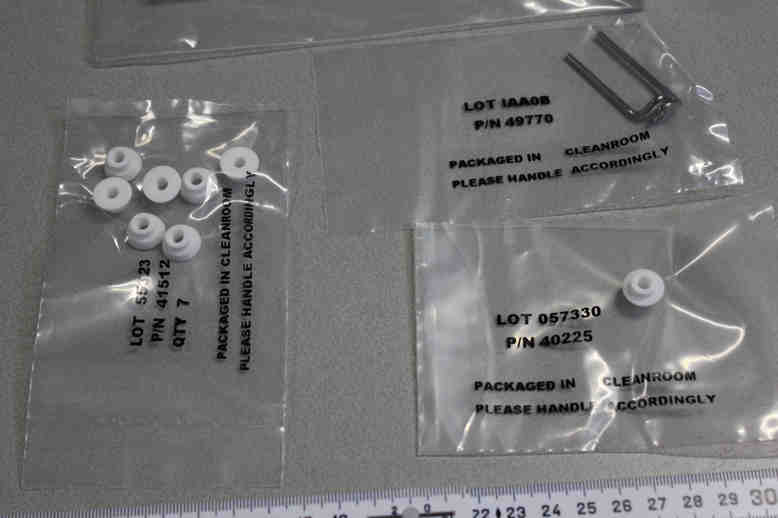 LOT IAA0B
P/N 49770
PACKAGED IN CLEANROOM
PLEASE HANDLE ACCORDINGLY
P/N 41512
QTY 7
PACKAGED IN CLEANROOM
PLEASE HANDLE ACCORDINGLY
LOT 057330
P/N 40225
PACKAGED IN CLEANROOM
PLEASE HANDLE ACCORDINGLY
22 23 24 25 26 27 28 29 30